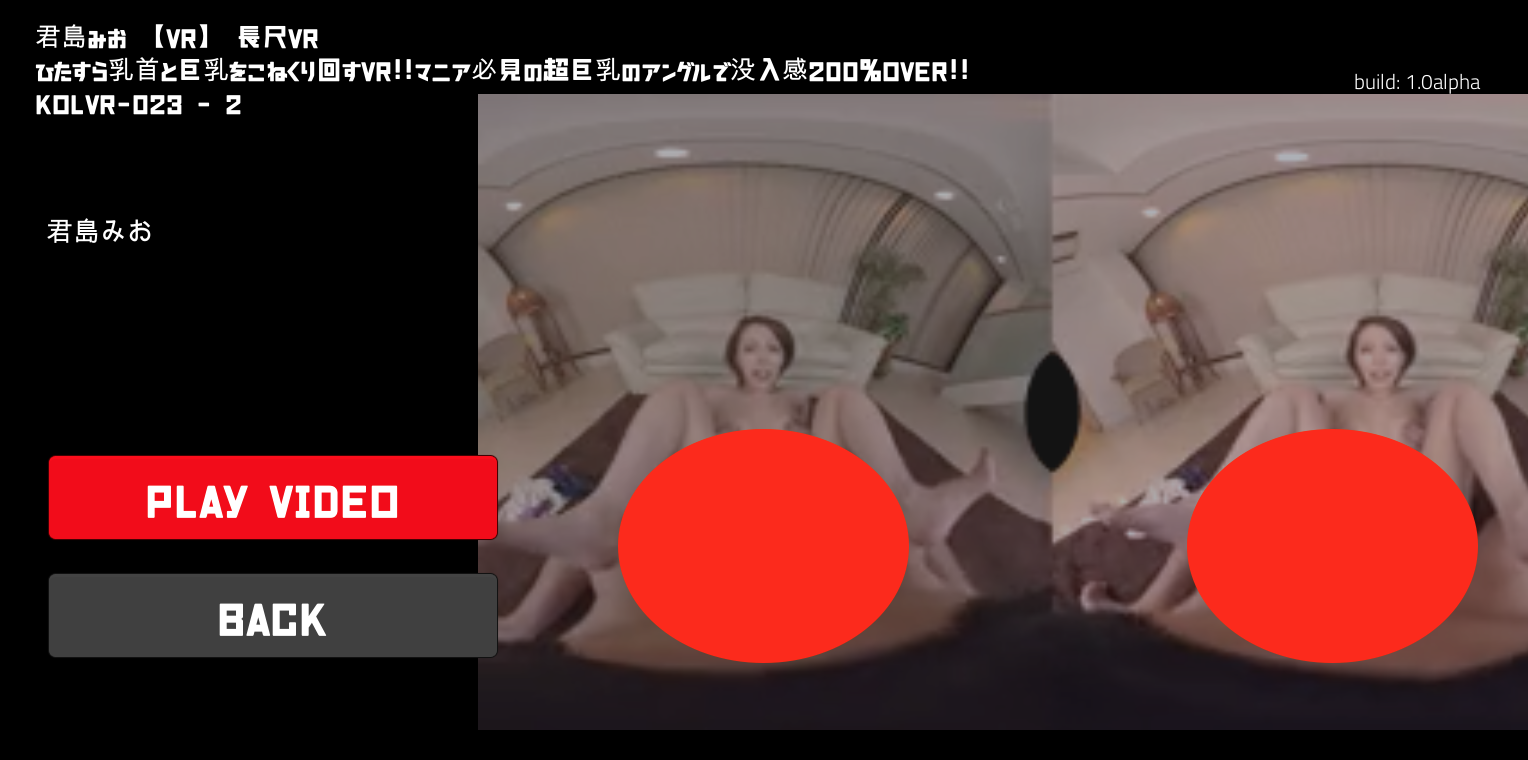 君島みお 【VR】 長尺VR
ひたすら乳首と巨乳をこねくり回すVR!!マニア必見の超巨乳のアングルで没入感200%OVER!!
KOLVR-023 - 2
build: 1.0alpha
君島みお
PLAY VIDEO
BACK